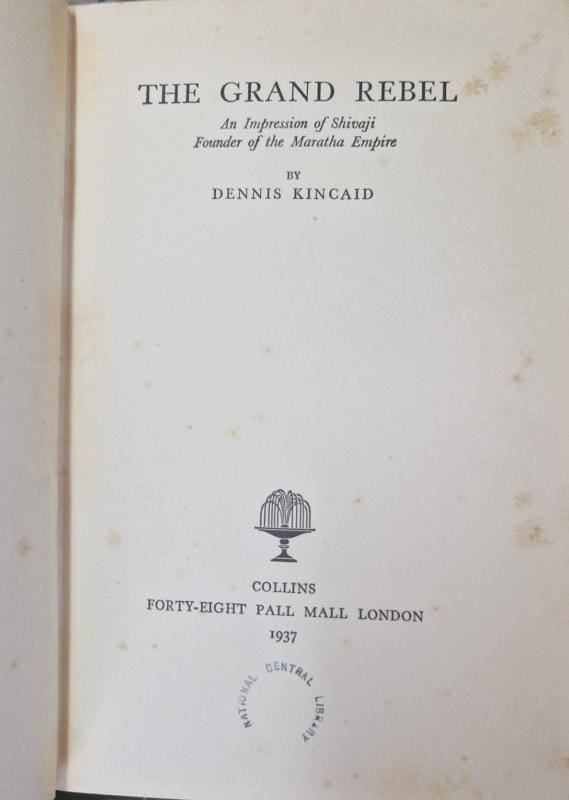 THE GRAND REBEL
An Impression of Shivaji
Founder of the Maratha Empire
BY
DENNIS KINCAID
COLLINS
FORTY-EIGHT PALL MALL LONDON
1937
NATIONAL CENTRAL LIBRARY